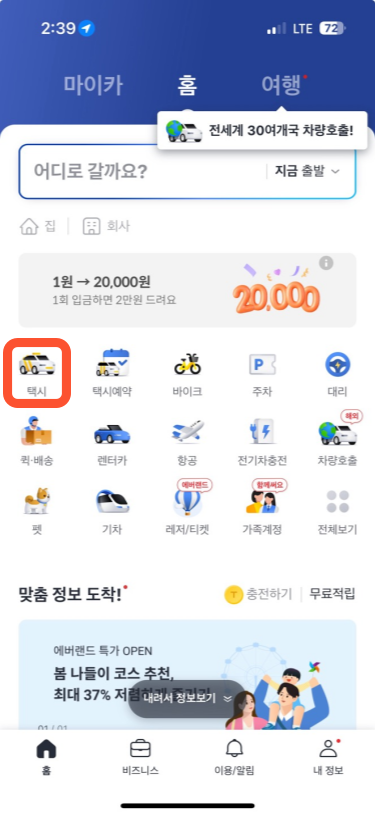 2:39
LTE 72
마이카 홈 여행
전세계 30여개국 차량호출!
어디로 갈까요? 지금 출발
집 회사
1원 → 20,000원
1회 입금하면 2만원 드려요
20,000
택시 택시예약 바이크 주차 대리
해외
퀵·배송 렌터카 항공 전기차충전 차량호출
에버랜드 함께써요
펫 기차 레저/티켓 가족계정 전체보기
맞춤 정보 도착! T 충전하기 무료적립
에버랜드 특가 OPEN
봄 나들이 코스 추천,
최대 37% 저렴하게
내려서 정보보기
01 / 01
홈 비즈니스 이용/알림 내 정보